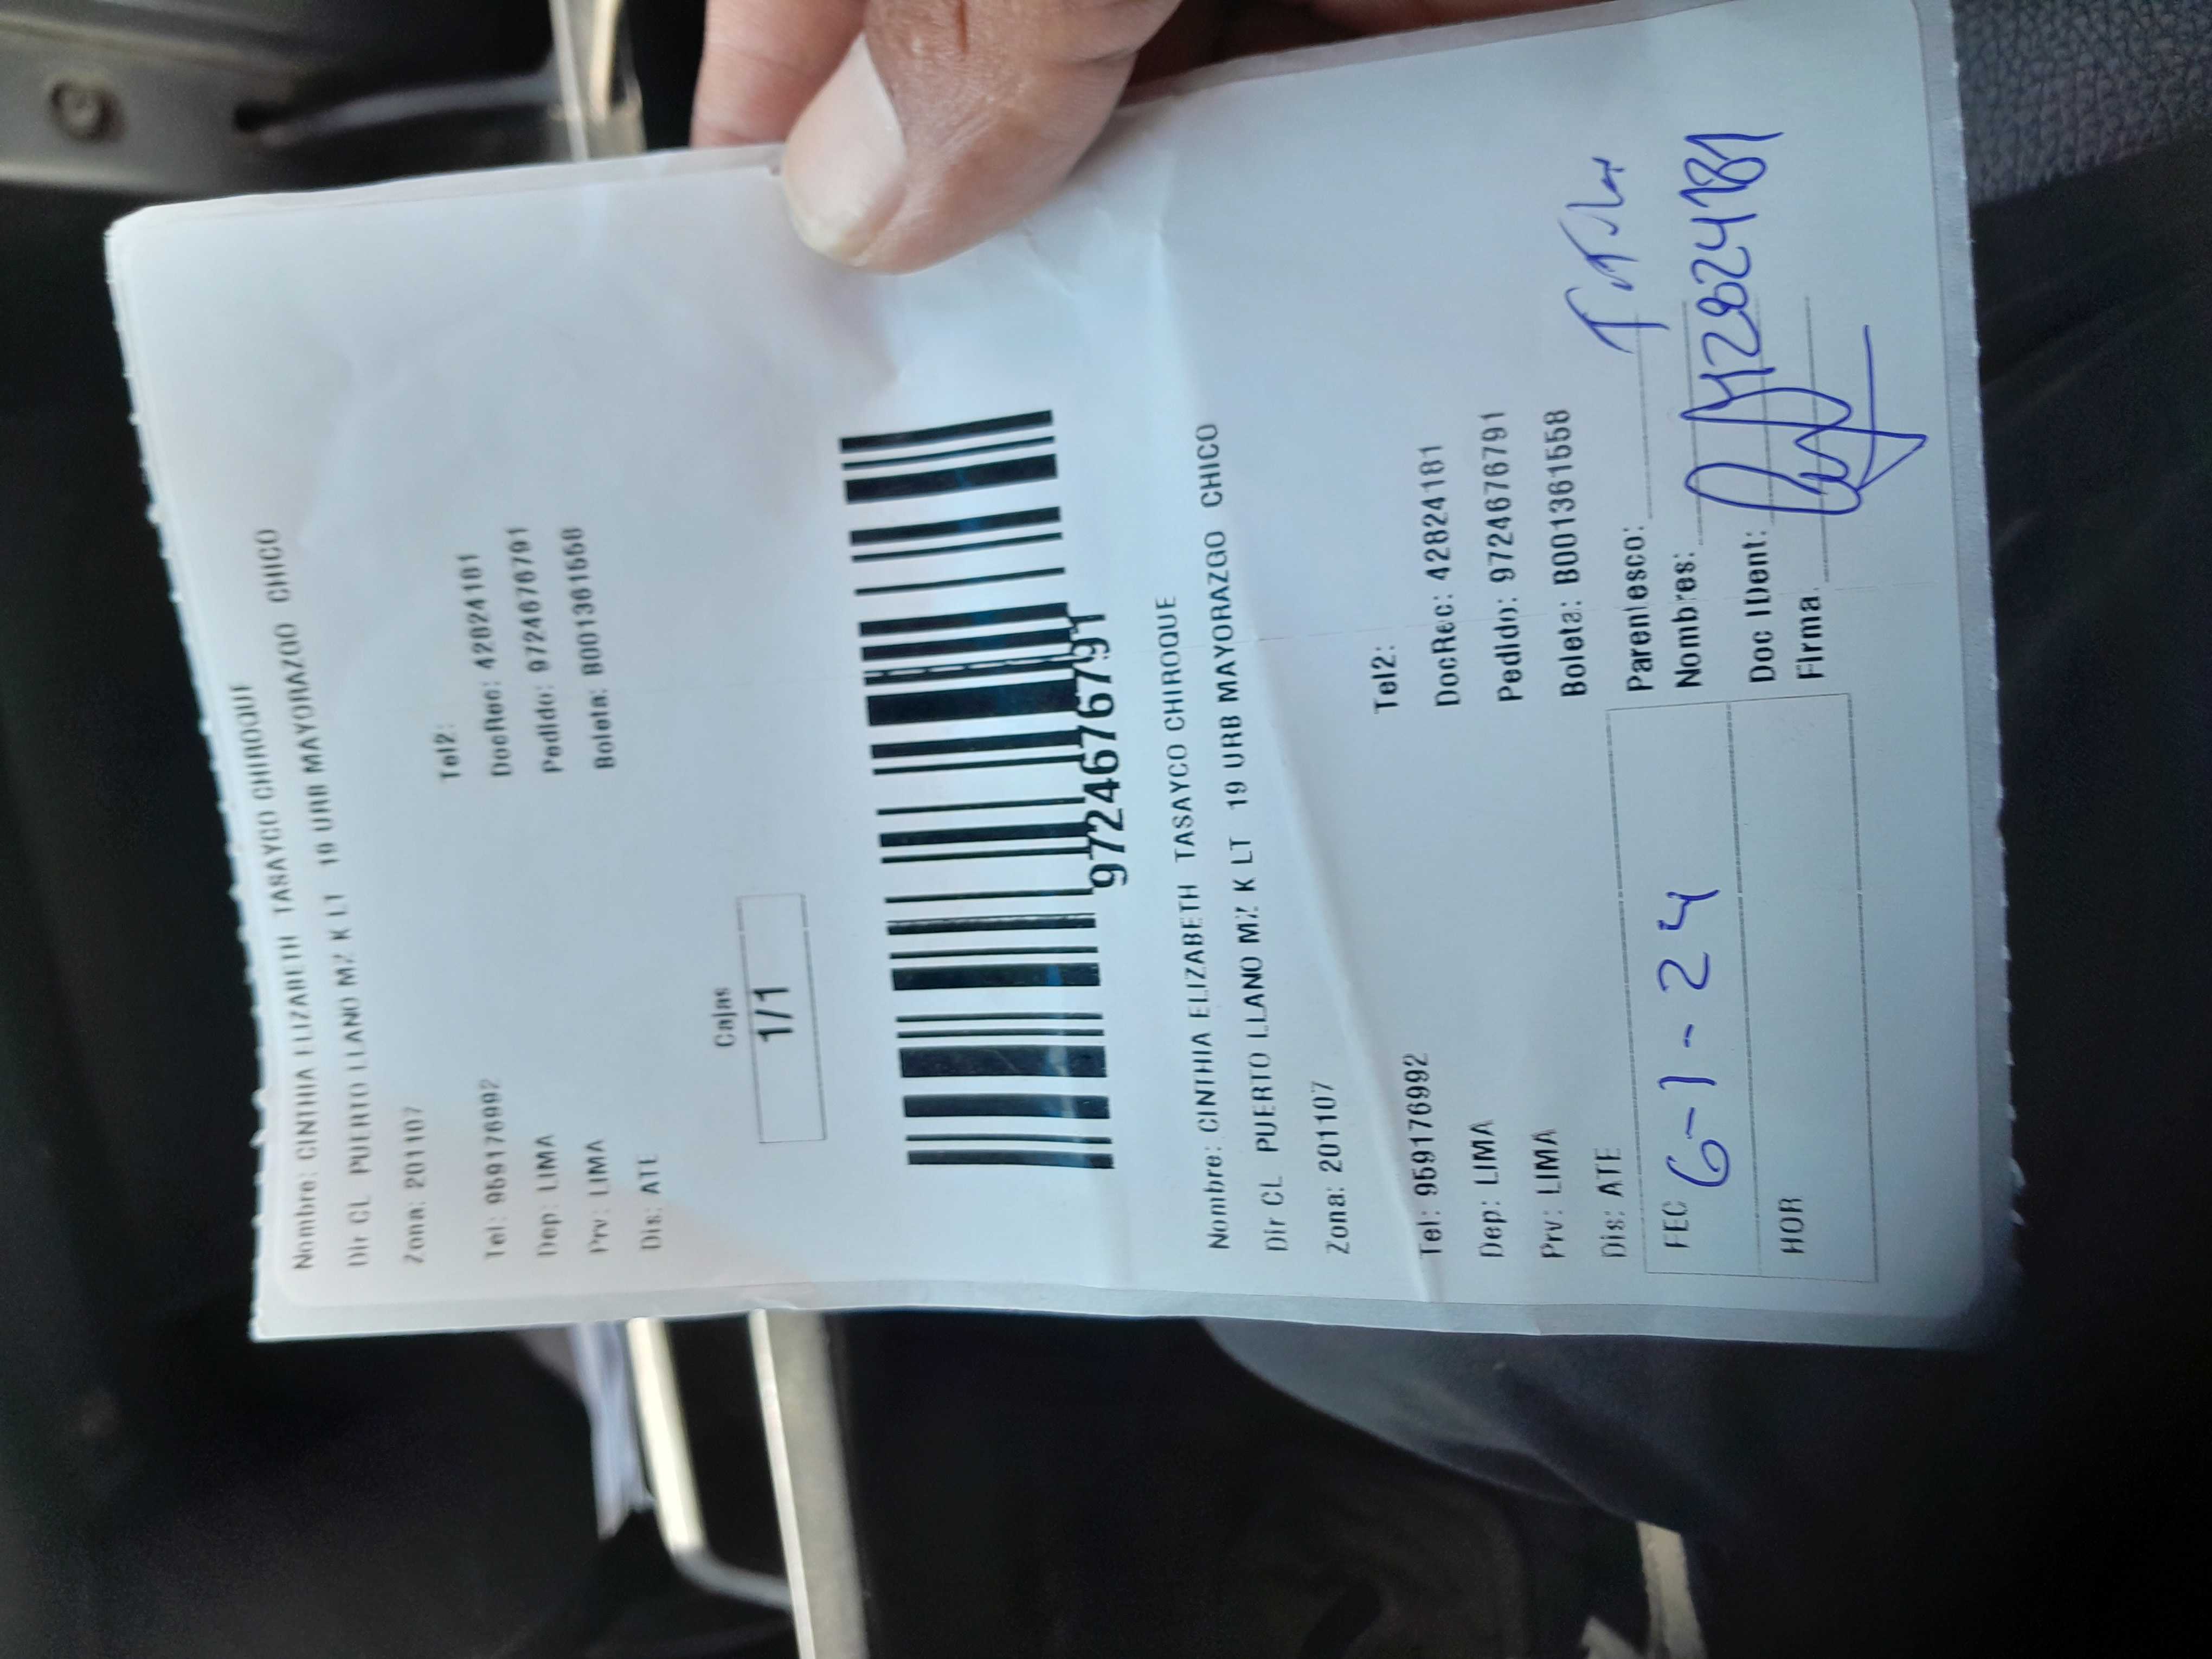 Nombre: CINTHIA ELIZABETH TASAYCO CHIROQUE
Dir CL PUERTO LLANO MZ K LT 19 URB MAYORAZGO CHICO
Zona: 201107
Tel: 959176992 Tel2:
Dep: LIMA DocRec: 42824181
Prv: LIMA Pedido: 9724676791
Dis: ATE Boleta: B001361558
Cajas
1/1
9724676791
Nombre: CINTHIA ELIZABETH TASAYCO CHIROQUE
Dir CL PUERTO LLANO MZ K LT 19 URB MAYORAZGO CHICO
Zona: 201107
Tel: 959176992 Tel2:
Dep: LIMA DocRec: 42824181
Prv: LIMA Pedido: 9724676791
Dis: ATE Boleta: B001361558
FEC 6-1-24 Parentesco: Titular
Nombres:
HOR Doc IDent: 42824181
Firma: